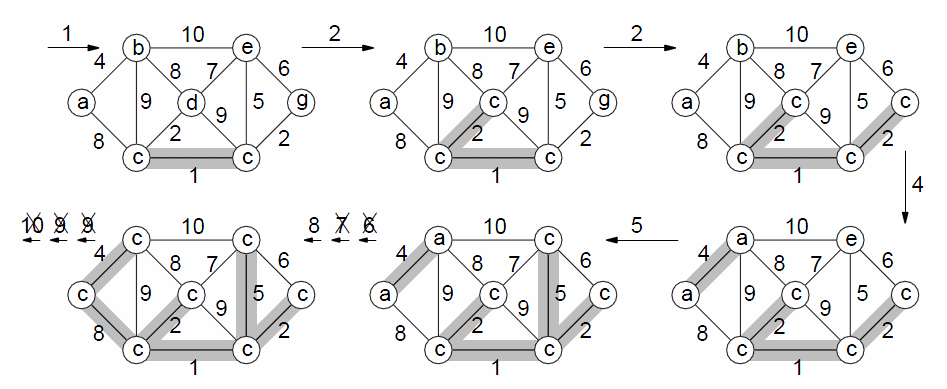 1 10 2 10 2 10
b e b e b e
4 8 7 6 4 8 7 6 4 8 7 6
a 9 d 9 5 g a 9 c 9 5 g a 9 c 9 5 c
8 2 2 8 2 2 8 2 2
c c c c c c
1 1 1
4
10 9 9 10 8 7 6 10 5 10
c c a c a e
4 8 7 6 4 8 7 6 4 8 7 6
c 9 c 9 5 c a 9 c 9 5 c a 9 c 9 5 c
8 2 2 8 2 2 8 2 2
c c c c c c
1 1 1